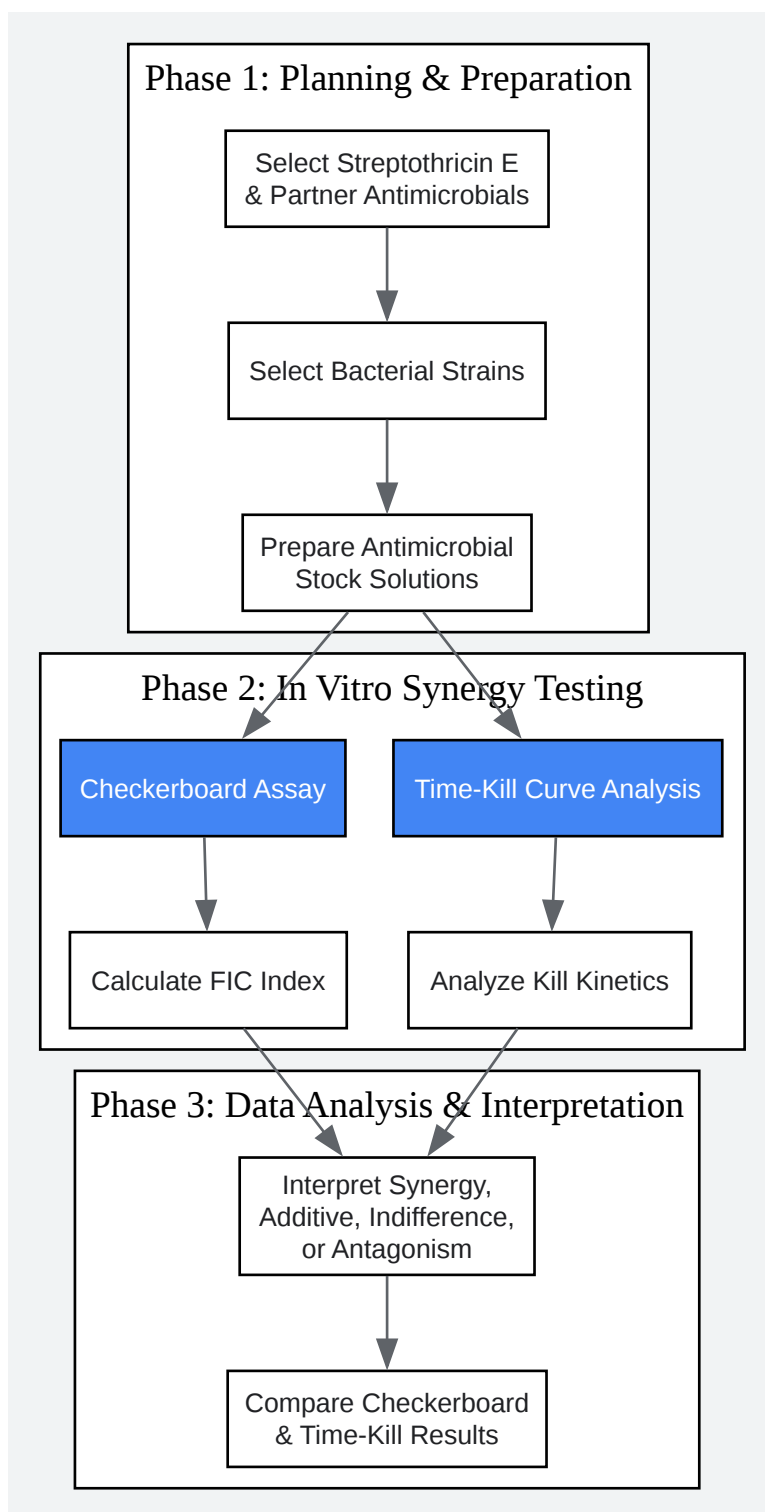 Phase 1: Planning & Preparation
Select Streptothricin E
& Partner Antimicrobials
Select Bacterial Strains
Prepare Antimicrobial
Stock Solutions
Phase 2: In Vitro Synergy Testing
Checkerboard Assay
Time-Kill Curve Analysis
Calculate FIC Index
Analyze Kill Kinetics
Phase 3: Data Analysis & Interpretation
Interpret Synergy,
Additive, Indifference,
or Antagonism
Compare Checkerboard
& Time-Kill Results